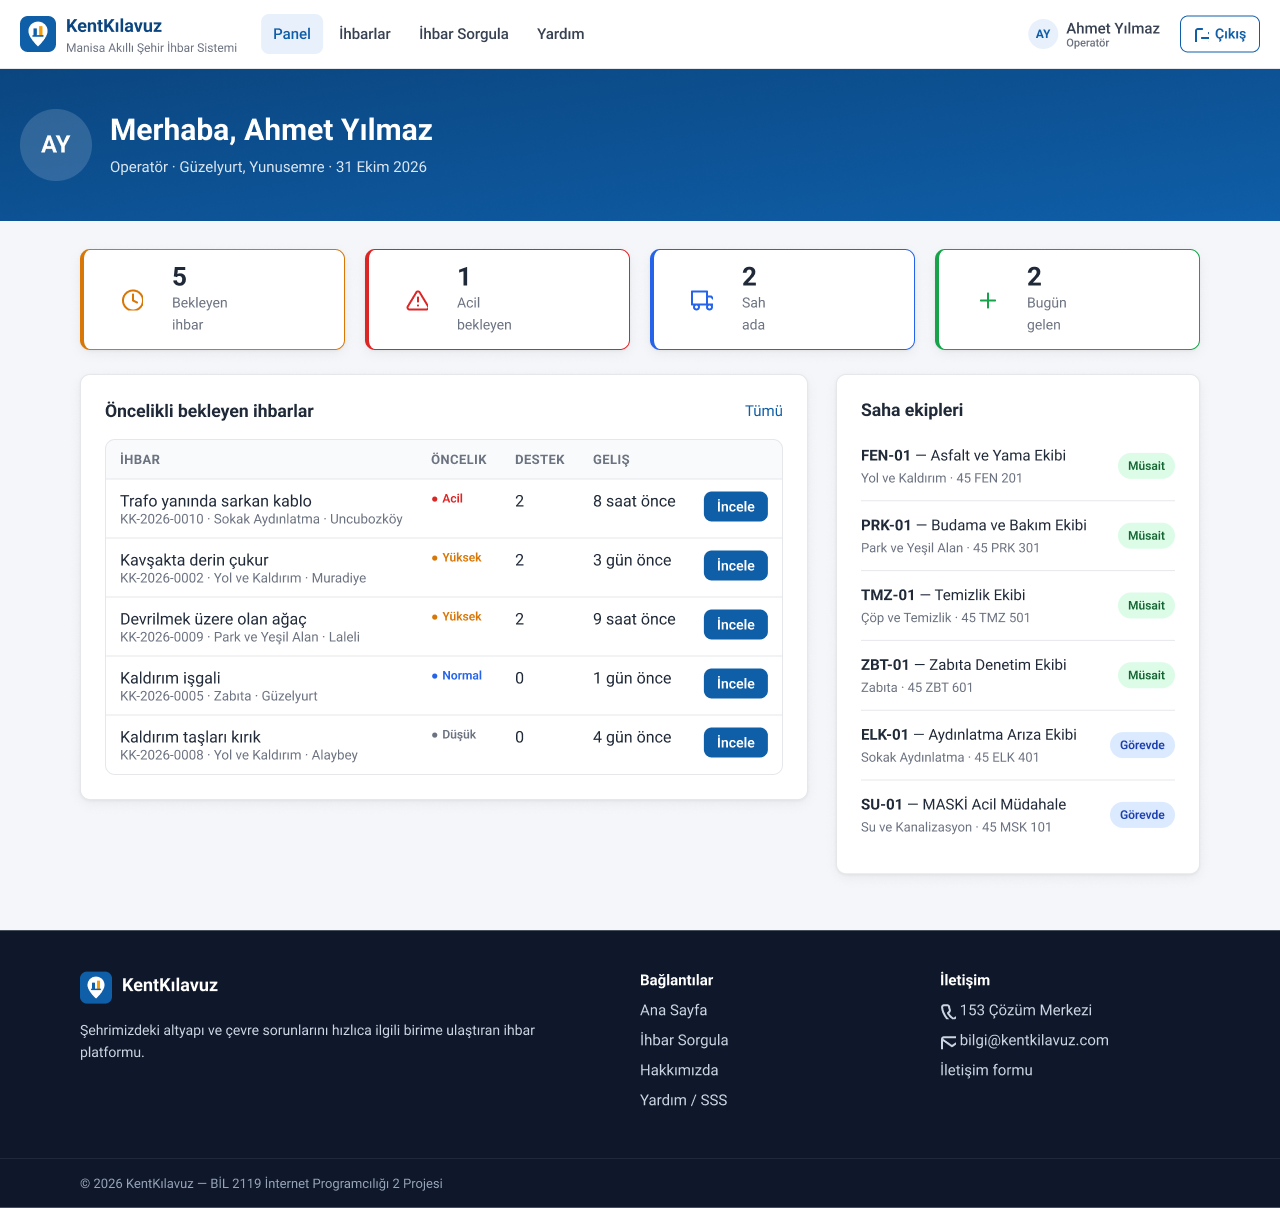 KentKılavuz
Manisa Akıllı Şehir İhbar Sistemi
Panel
İhbarlar
İhbar Sorgula
Yardım
AY
Ahmet Yılmaz
Operatör
Çıkış
AY
Merhaba, Ahmet Yılmaz
Operatör · Güzelyurt, Yunusemre · 31 Ekim 2026
5
Bekleyen
ihbar
1
Acil
bekleyen
2
Sah
ada
2
Bugün
gelen
Öncelikli bekleyen ihbarlar
Tümü
İHBAR ÖNCELIK DESTEK GELIŞ
Trafo yanında sarkan kablo Acil 2 8 saat önce İncele
KK-2026-0010 · Sokak Aydınlatma · Uncubozköy
Kavşakta derin çukur Yüksek 2 3 gün önce İncele
KK-2026-0002 · Yol ve Kaldırım · Muradiye
Devrilmek üzere olan ağaç Yüksek 2 9 saat önce İncele
KK-2026-0009 · Park ve Yeşil Alan · Laleli
Kaldırım işgali Normal 0 1 gün önce İncele
KK-2026-0005 · Zabıta · Güzelyurt
Kaldırım taşları kırık Düşük 0 4 gün önce İncele
KK-2026-0008 · Yol ve Kaldırım · Alaybey
Saha ekipleri
FEN-01 — Asfalt ve Yama Ekibi
Yol ve Kaldırım · 45 FEN 201
Müsait
PRK-01 — Budama ve Bakım Ekibi
Park ve Yeşil Alan · 45 PRK 301
Müsait
TMZ-01 — Temizlik Ekibi
Çöp ve Temizlik · 45 TMZ 501
Müsait
ZBT-01 — Zabıta Denetim Ekibi
Zabıta · 45 ZBT 601
Müsait
ELK-01 — Aydınlatma Arıza Ekibi
Sokak Aydınlatma · 45 ELK 401
Görevde
SU-01 — MASKİ Acil Müdahale
Su ve Kanalizasyon · 45 MSK 101
Görevde
KentKılavuz
Şehrimizdeki altyapı ve çevre sorunlarını hızlıca ilgili birime ulaştıran ihbar
platformu.
Bağlantılar
Ana Sayfa
İhbar Sorgula
Hakkımızda
Yardım / SSS
İletişim
153 Çözüm Merkezi
bilgi@kentkilavuz.com
İletişim formu
© 2026 KentKılavuz — BİL 2119 İnternet Programcılığı 2 Projesi